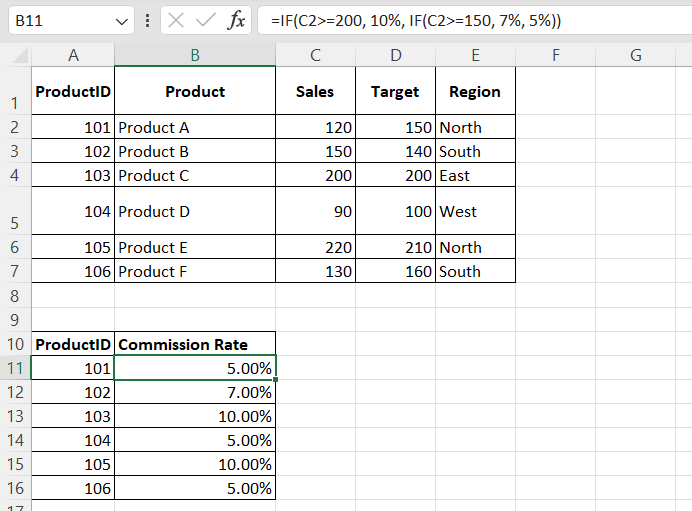 B11 fx =IF(C2>=200, 10%, IF(C2>=150, 7%, 5%))
A B C D E F G
1 ProductID Product Sales Target Region
2 101 Product A 120 150 North
3 102 Product B 150 140 South
4 103 Product C 200 200 East
5 104 Product D 90 100 West
6 105 Product E 220 210 North
7 106 Product F 130 160 South
8
9
10 ProductID Commission Rate
11 101 5.00%
12 102 7.00%
13 103 10.00%
14 104 5.00%
15 105 10.00%
16 106 5.00%
17